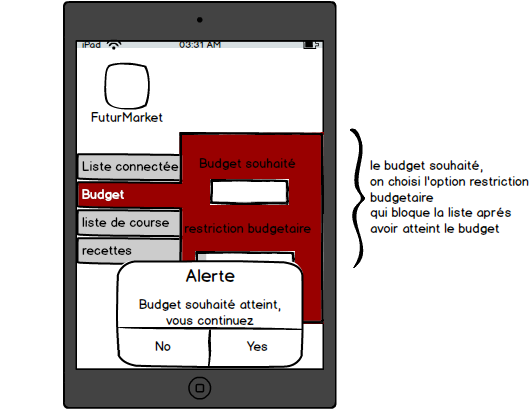 iPad 03:31 AM
FuturMarket
Liste connectée
Budget
liste de course
recettes
Budget souhaité
restriction budgetaire
Alerte
Budget souhaité atteint,
vous continuez
No Yes
le budget souhaité,
on choisi l'option restriction
budgetaire
qui bloque la liste aprés
avoir atteint le budget